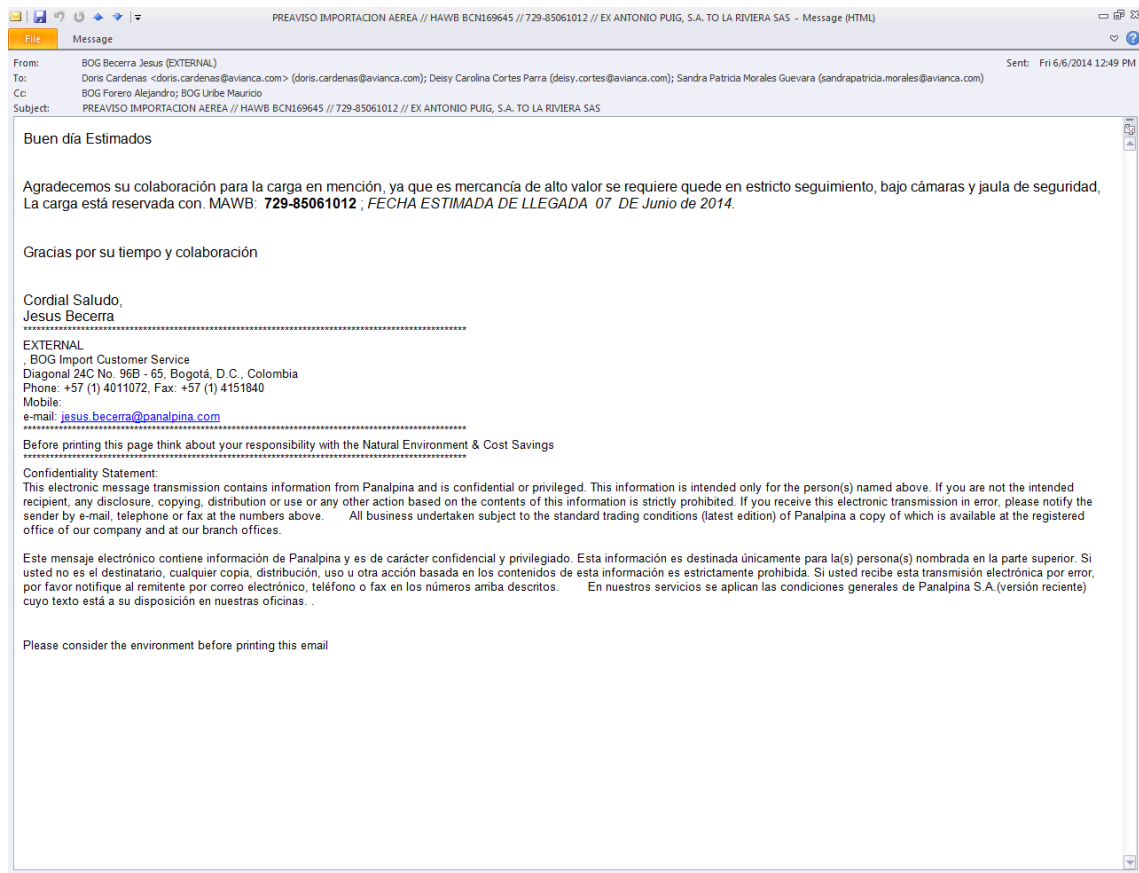 PREAVISO IMPORTACION AEREA // HAWB BCN169645 // 729-85061012 // EX ANTONIO PUIG, S.A. TO LA RIVIERA SAS - Message (HTML)
File Message
From: BOG Becerra Jesus (EXTERNAL) Sent: Fri 6/6/2014 12:49 PM
To: Doris Cardenas <doris.cardenas@avianca.com> (doris.cardenas@avianca.com); Deisy Carolina Cortes Parra (deisy.cortes@avianca.com); Sandra Patricia Morales Guevara (sandrapatricia.morales@avianca.com)
Cc: BOG Forero Alejandro; BOG Uribe Mauricio
Subject: PREAVISO IMPORTACION AEREA // HAWB BCN169645 // 729-85061012 // EX ANTONIO PUIG, S.A. TO LA RIVIERA SAS
Buen día Estimados
Agradecemos su colaboración para la carga en mención, ya que es mercancía de alto valor se requiere quede en estricto seguimiento, bajo cámaras y jaula de seguridad,
La carga está reservada con. MAWB: 729-85061012 ; FECHA ESTIMADA DE LLEGADA 07 DE Junio de 2014.
Gracias por su tiempo y colaboración
Cordial Saludo,
Jesus Becerra
****************************************************************************************************
EXTERNAL
, BOG Import Customer Service
Diagonal 24C No. 96B - 65, Bogotá, D.C., Colombia
Phone: +57 (1) 4011072, Fax: +57 (1) 4151840
Mobile:
e-mail: jesus.becerra@panalpina.com
****************************************************************************************************
Before printing this page think about your responsibility with the Natural Environment & Cost Savings
****************************************************************************************************
Confidentiality Statement:
This electronic message transmission contains information from Panalpina and is confidential or privileged. This information is intended only for the person(s) named above. If you are not the intended
recipient, any disclosure, copying, distribution or use or any other action based on the contents of this information is strictly prohibited. If you receive this electronic transmission in error, please notify the
sender by e-mail, telephone or fax at the numbers above. All business undertaken subject to the standard trading conditions (latest edition) of Panalpina a copy of which is available at the registered
office of our company and at our branch offices.
Este mensaje electrónico contiene información de Panalpina y es de carácter confidencial y privilegiado. Esta información es destinada únicamente para la(s) persona(s) nombrada en la parte superior. Si
usted no es el destinatario, cualquier copia, distribución, uso u otra acción basada en los contenidos de esta información es estrictamente prohibida. Si usted recibe esta transmisión electrónica por error,
por favor notifique al remitente por correo electrónico, teléfono o fax en los números arriba descritos. En nuestros servicios se aplican las condiciones generales de Panalpina S.A.(versión reciente)
cuyo texto está a su disposición en nuestras oficinas. .
Please consider the environment before printing this email